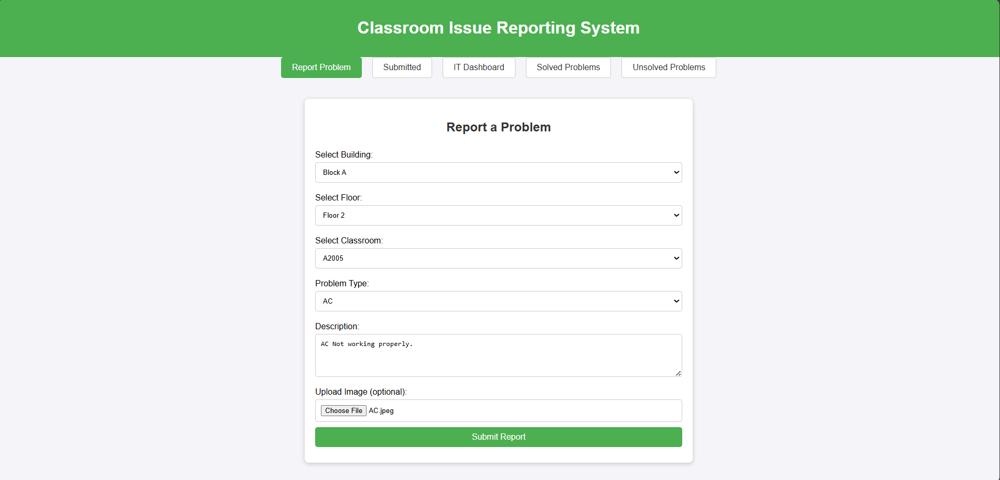 Classroom Issue Reporting System
Report Problem Submitted IT Dashboard Solved Problems Unsolved Problems
Report a Problem
Select Building:
Block A
Select Floor:
Floor 2
Select Classroom:
A2005
Problem Type:
AC
Description:
AC Not working properly.
Upload Image (optional):
Choose File AC.jpeg
Submit Report